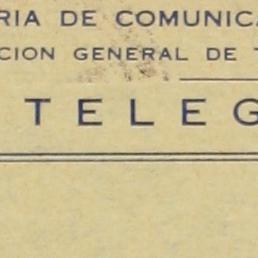 RIA DE COMUNICA
CION GENERAL DE T
TELEG